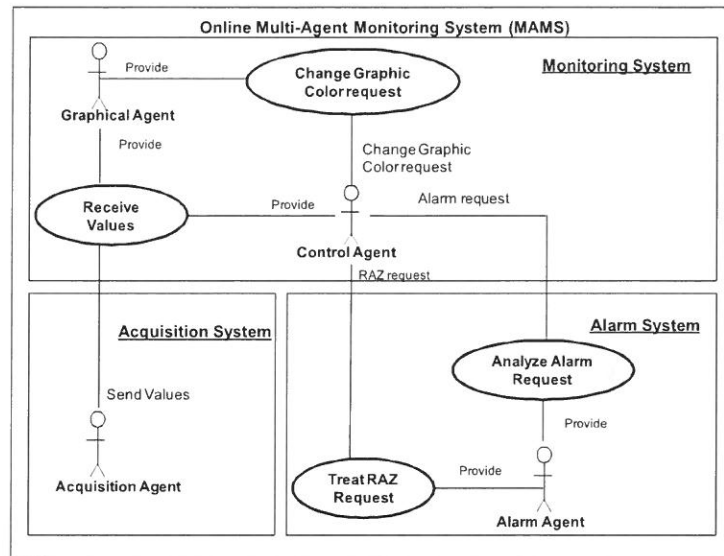 Online Multi-Agent Monitoring System (MAMS)
Monitoring System
Provide
Change Graphic
Color request
Graphical Agent
Provide
Change Graphic
Color request
Receive
Values
Provide
Alarm request
Control Agent
RAZ request
Acquisition System
Alarm System
Analyze Alarm
Request
Send Values
Provide
Acquisition Agent
Treat RAZ
Request
Provide
Alarm Agent